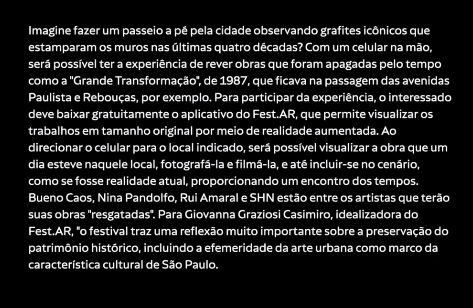 Imagine fazer um passeio a pé pela cidade observando grafites icônicos que
estamparam os muros nas últimas quatro décadas? Com um celular na mão,
será possível ter a experiência de rever obras que foram apagadas pelo tempo
como a "Grande Transformação", de 1987, que ficava na passagem das avenidas
Paulista e Rebouças, por exemplo. Para participar da experiência, o interessado
deve baixar gratuitamente o aplicativo do Fest.AR, que permite visualizar os
trabalhos em tamanho original por meio de realidade aumentada. Ao
direcionar o celular para o local indicado, será possível visualizar a obra que um
dia esteve naquele local, fotografá-la e filmá-la, e até incluir-se no cenário,
como se fosse realidade atual, proporcionando um encontro dos tempos.
Bueno Caos, Nina Pandolfo, Rui Amaral e SHN estão entre os artistas que terão
suas obras "resgatadas". Para Giovanna Graziosi Casimiro, idealizadora do
Fest.AR, "o festival traz uma reflexão muito importante sobre a preservação do
patrimônio histórico, incluindo a efemeridade da arte urbana como marco da
característica cultural de São Paulo.